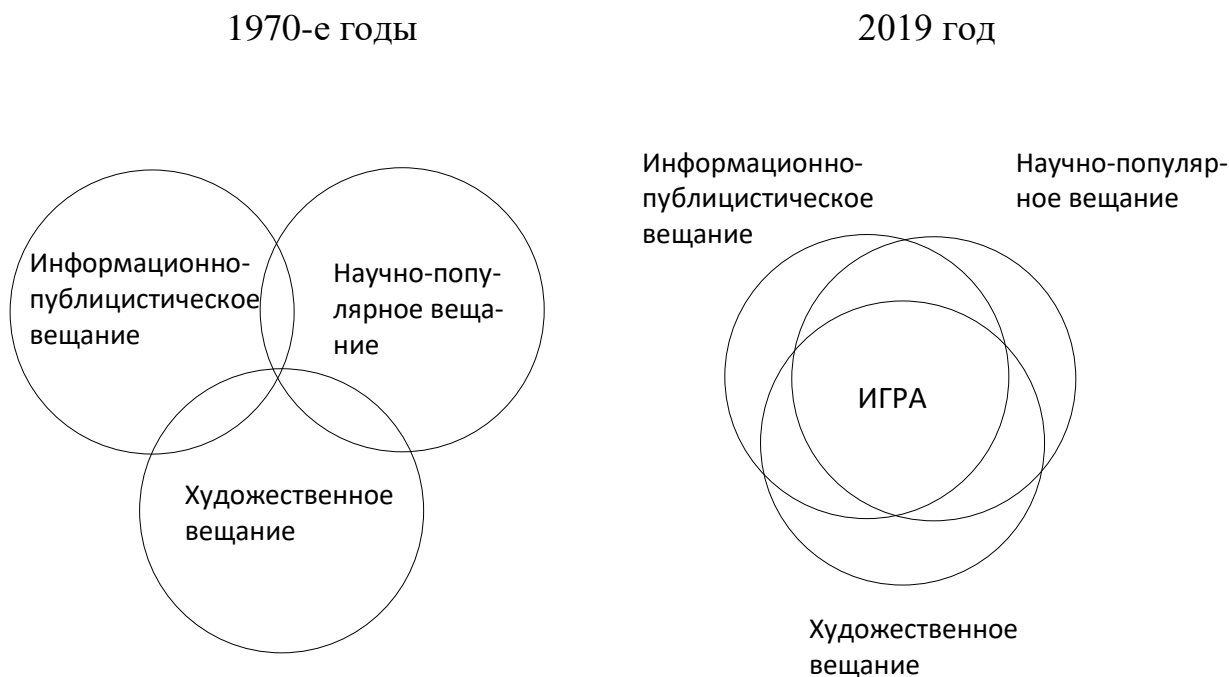 1970-е годы
2019 год
Информационно-
публицистическое
вещание
Научно-попу-
лярное веща-
ние
Художественное
вещание
Информационно-
публицистическое
вещание
Научно-популяр-
ное вещание
ИГРА
Художественное
вещание